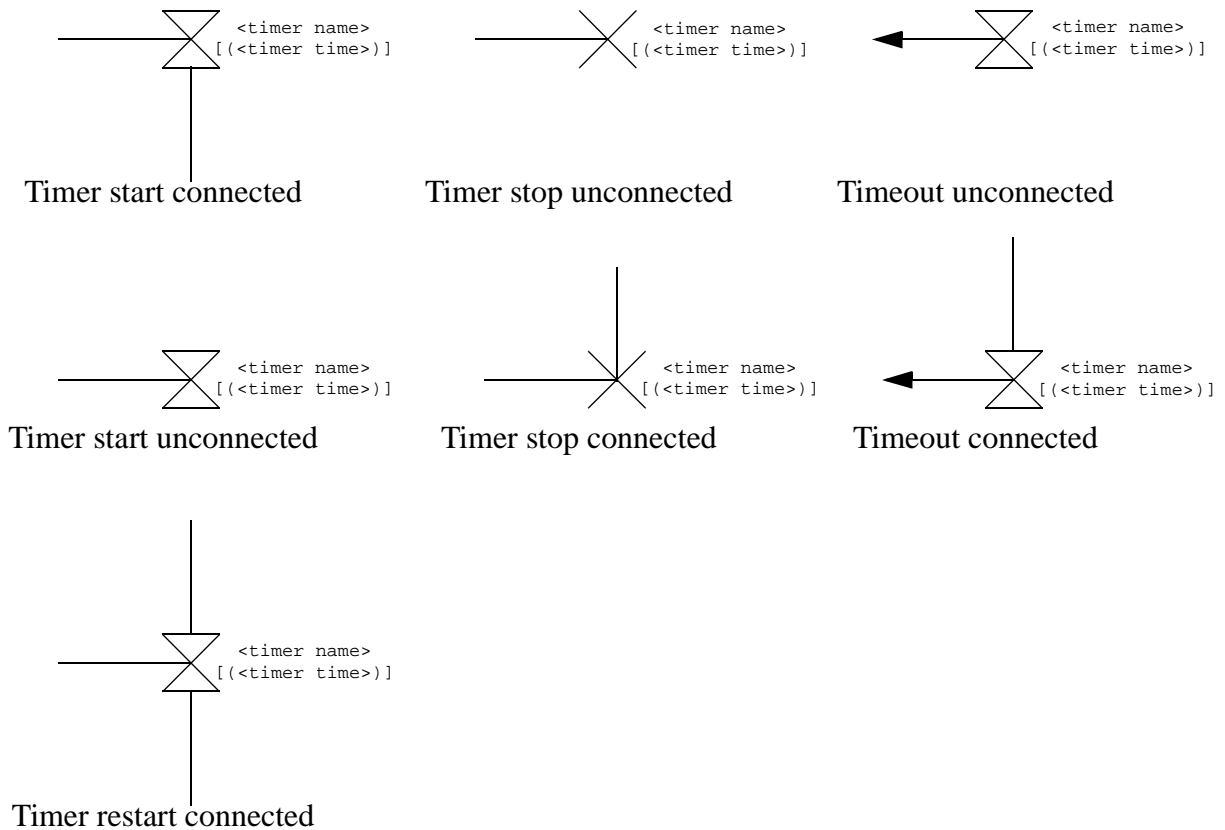 <timer name>
[(<timer time>)]
<timer name>
[(<timer time>)]
<timer name>
[(<timer time>)]
Timer start connected
Timer stop unconnected
Timeout unconnected
<timer name>
[(<timer time>)]
<timer name>
[(<timer time>)]
<timer name>
[(<timer time>)]
Timer start unconnected
Timer stop connected
Timeout connected
<timer name>
[(<timer time>)]
Timer restart connected